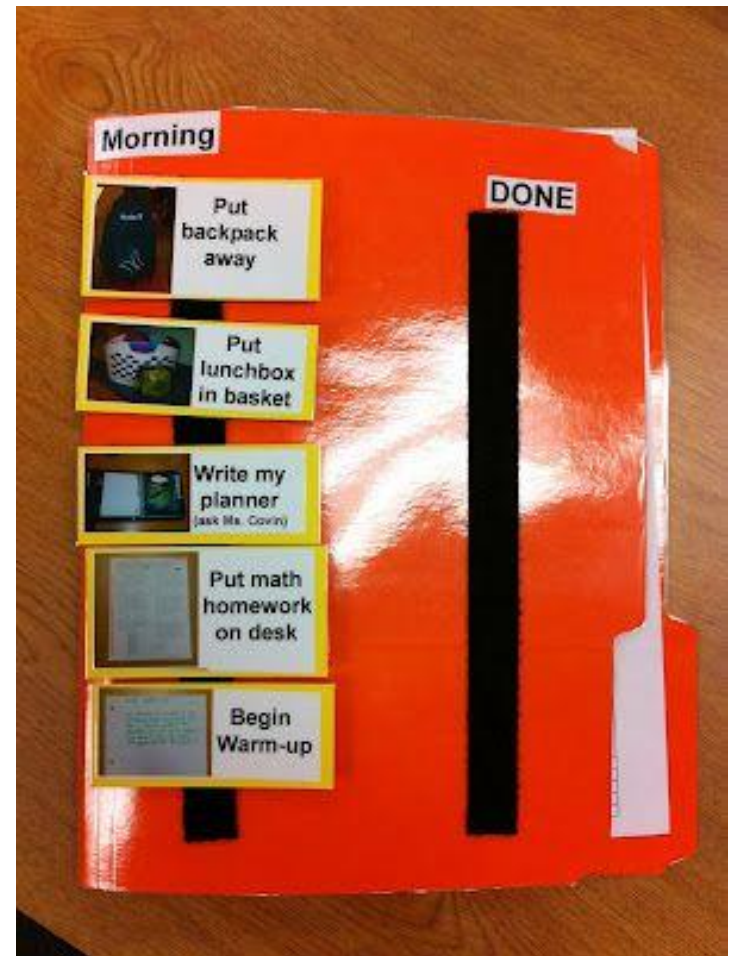 Morning
DONE
Put
backpack
away
Put
lunchbox
in basket
Write my
planner
(ask Ms. Covin)
Put math
homework
on desk
Begin
Warm-up